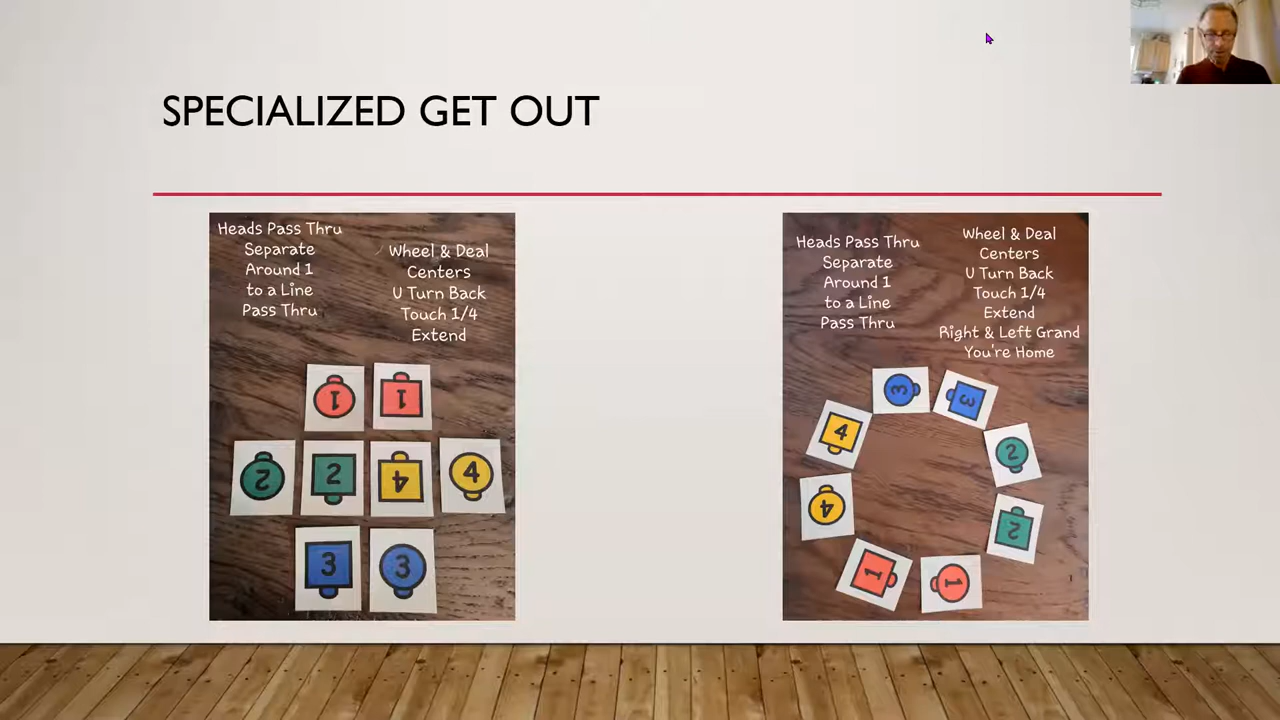 SPECIALIZED GET OUT
Heads Pass Thru
Separate
Around 1
to a Line
Pass Thru
Wheel & Deal
Centers
U Turn Back
Touch 1/4
Extend
1 1
2 2 4 4
3 3
Heads Pass Thru
Separate
Around 1
to a Line
Pass Thru
Wheel & Deal
Centers
U Turn Back
Touch 1/4
Extend
Right & Left Grand
You're Home
3 3
4 2
4 2
1 1